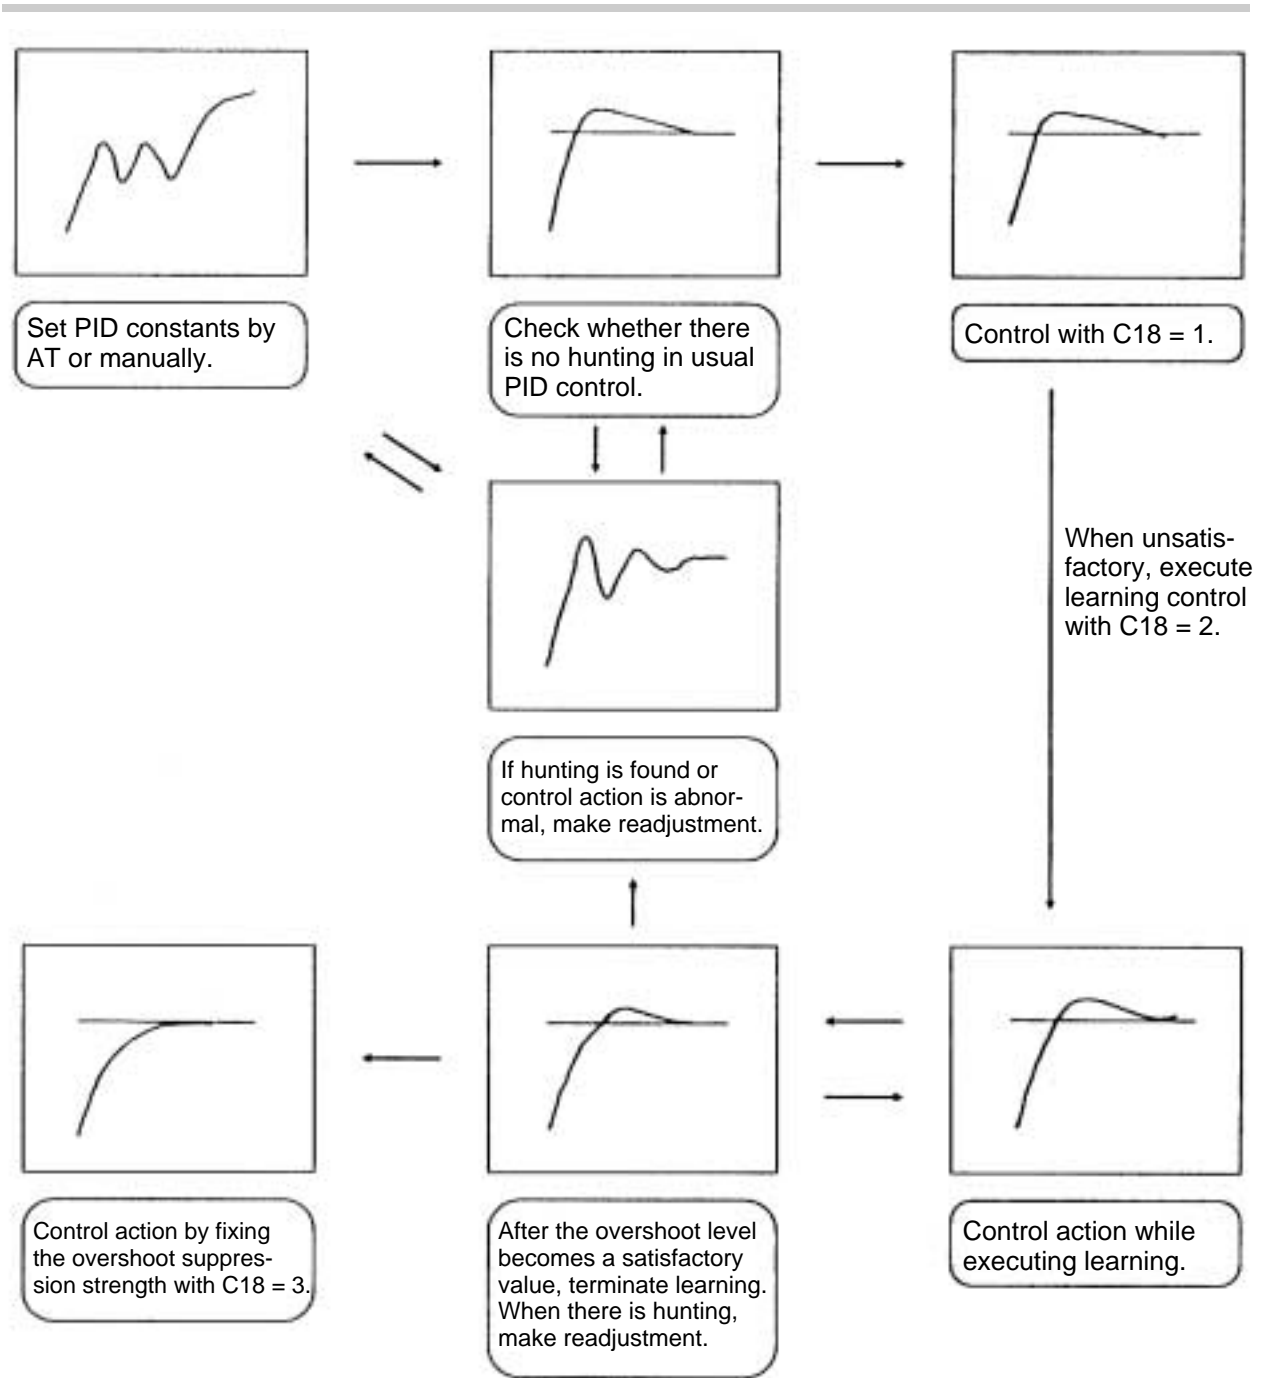 Set PID constants by
AT or manually.
Check whether there
is no hunting in usual
PID control.
Control with C18 = 1.
When unsatis-
factory, execute
learning control
with C18 = 2.
If hunting is found or
control action is abnor-
mal, make readjustment.
Control action by fixing
the overshoot suppres-
sion strength with C18 = 3.
After the overshoot level
becomes a satisfactory
value, terminate learning.
When there is hunting,
make readjustment.
Control action while
executing learning.